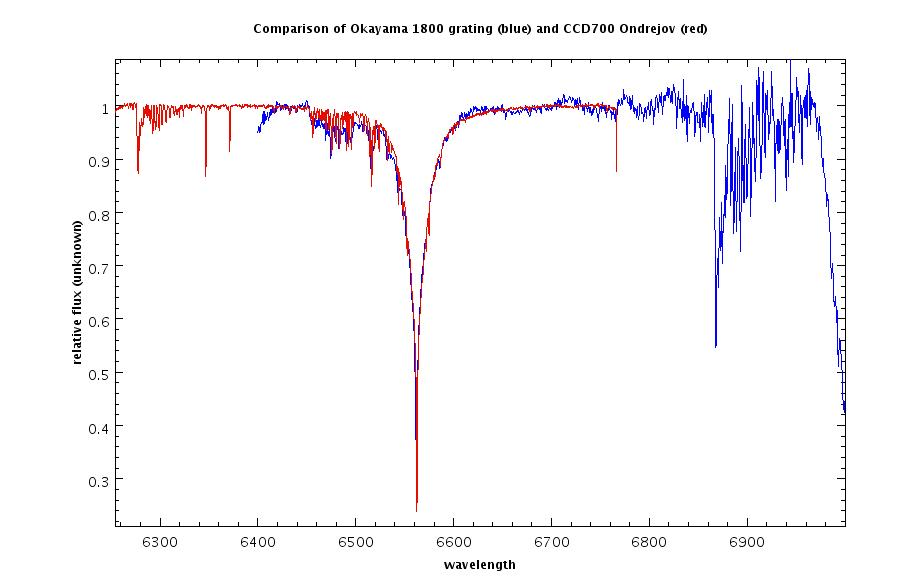 Comparison of Okayama 1800 grating (blue) and CCD700 Ondrejov (red)
relative flux (unknown)
1
0.9
0.8
0.7
0.6
0.5
0.4
0.3
6300 6400 6500 6600 6700 6800 6900
wavelength